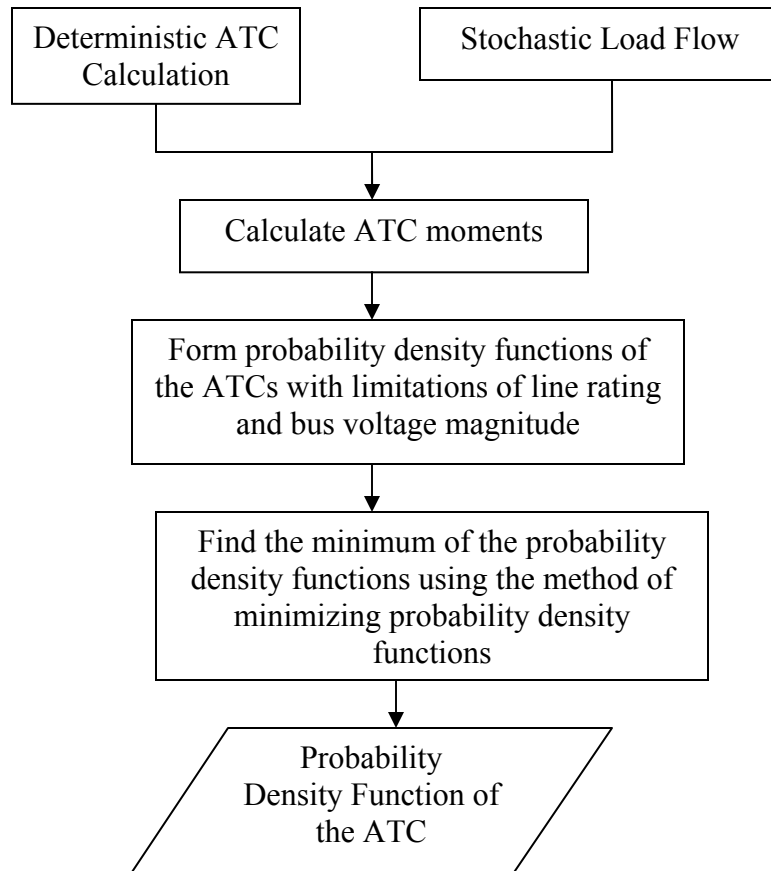 Deterministic ATC
Calculation
Stochastic Load Flow
Calculate ATC moments
Form probability density functions of
the ATCs with limitations of line rating
and bus voltage magnitude
Find the minimum of the probability
density functions using the method of
minimizing probability density
functions
Probability
Density Function of
the ATC